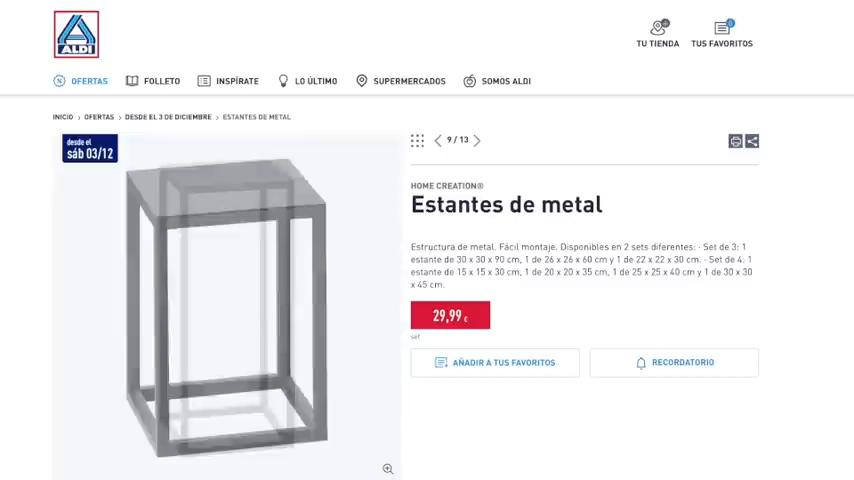 ALDI
TU TIENDA
TUS FAVORITOS
OFERTAS
FOLLETO
INSPÍRATE
LO ÚLTIMO
SUPERMERCADOS
SOMOS ALDI
INICIO > OFERTAS > DESDE EL 3 DE DICIEMBRE > ESTANTES DE METAL
desde el
sáb 03/12
9 / 13
HOME CREATION®
Estantes de metal
Estructura de metal. Fácil montaje. Disponibles en 2 sets diferentes: · Set de 3: 1
estante de 30 x 30 x 90 cm, 1 de 26 x 26 x 60 cm y 1 de 22 x 22 x 30 cm. · Set de 4: 1
estante de 15 x 15 x 30 cm, 1 de 20 x 20 x 35 cm, 1 de 25 x 25 x 40 cm y 1 de 30 x 30
x 45 cm.
29,99 €
set
AÑADIR A TUS FAVORITOS
RECORDATORIO